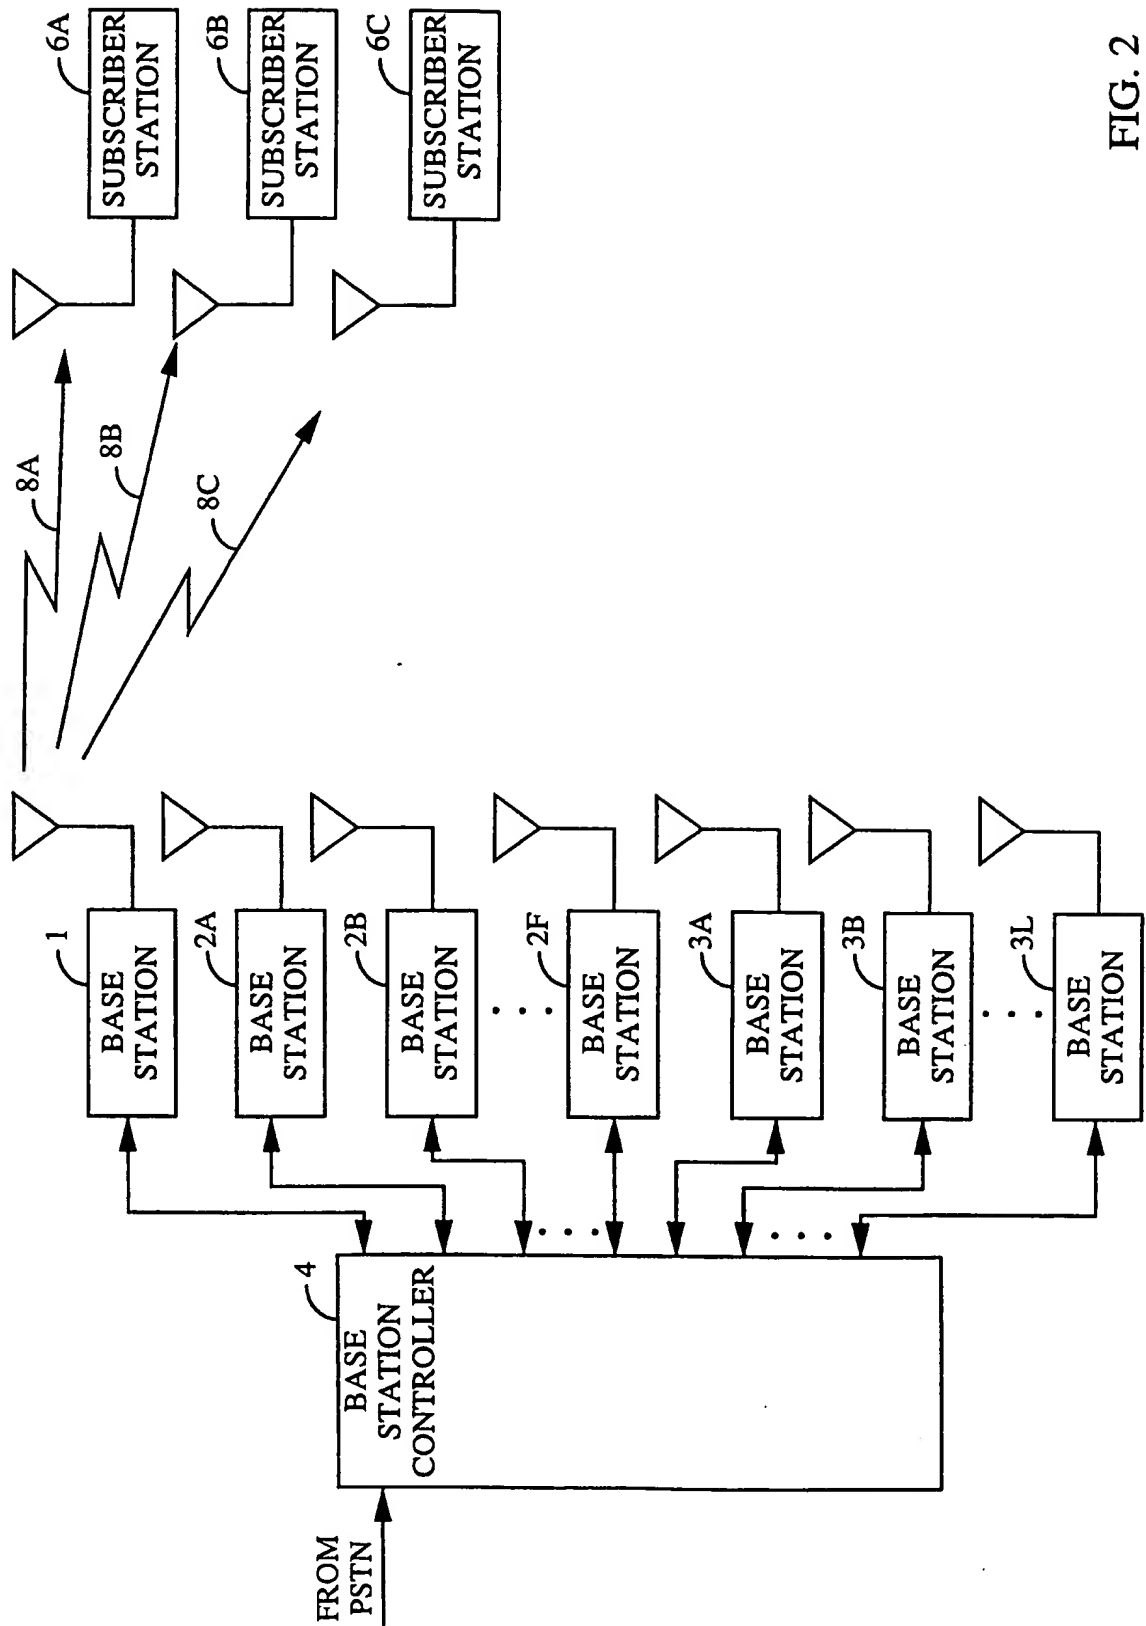 FROM
PSTN
4
BASE
STATION
CONTROLLER
. . .
. . .
1
BASE
STATION
2A
BASE
STATION
2B
BASE
STATION
. . .
2F
BASE
STATION
3A
BASE
STATION
3B
BASE
STATION
. . .
3L
BASE
STATION
8A
8B
8C
6A
SUBSCRIBER
STATION
6B
SUBSCRIBER
STATION
6C
SUBSCRIBER
STATION
FIG. 2